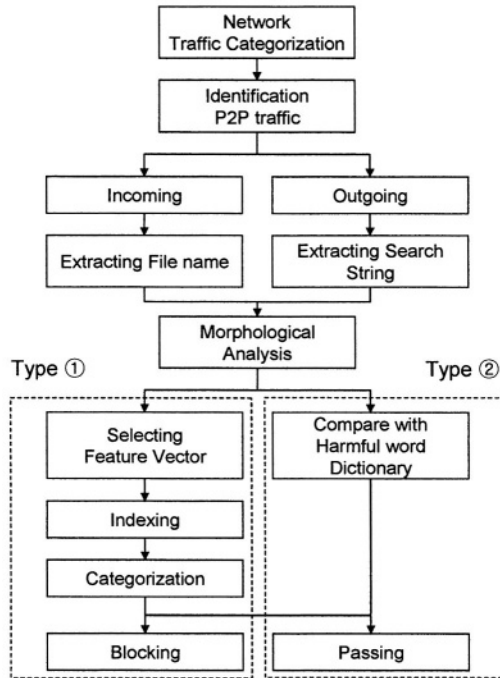 Network
Traffic Categorization
Identification
P2P traffic
Incoming
Outgoing
Extracting File name
Extracting Search
String
Morphological
Analysis
Type ①
Type ②
Selecting
Feature Vector
Compare with
Harmful word
Dictionary
Indexing
Categorization
Blocking
Passing